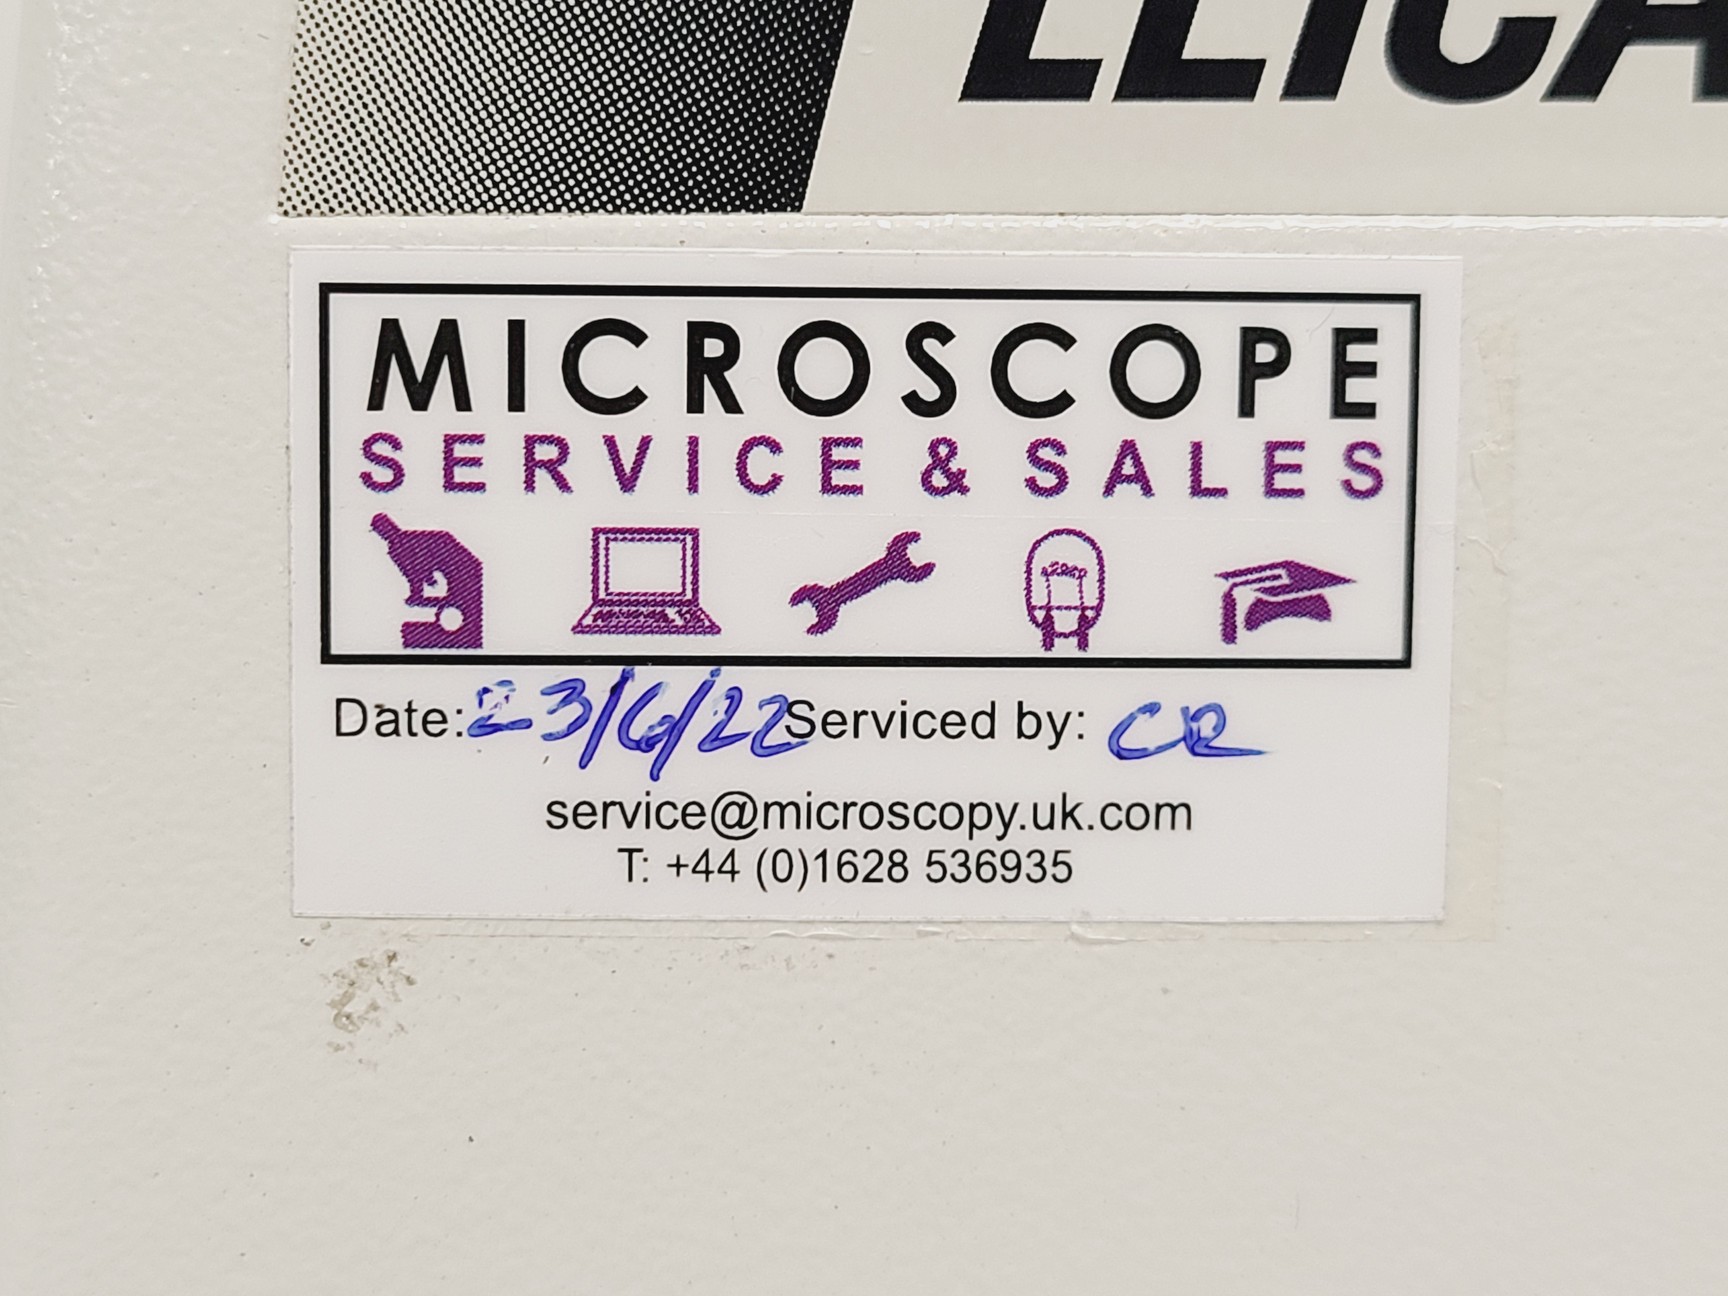 MICROSCOPE
SERVICE & SALES
Date: 23/6/22 Serviced by: CR
service@microscopy.uk.com
T: +44 (0)1628 536935